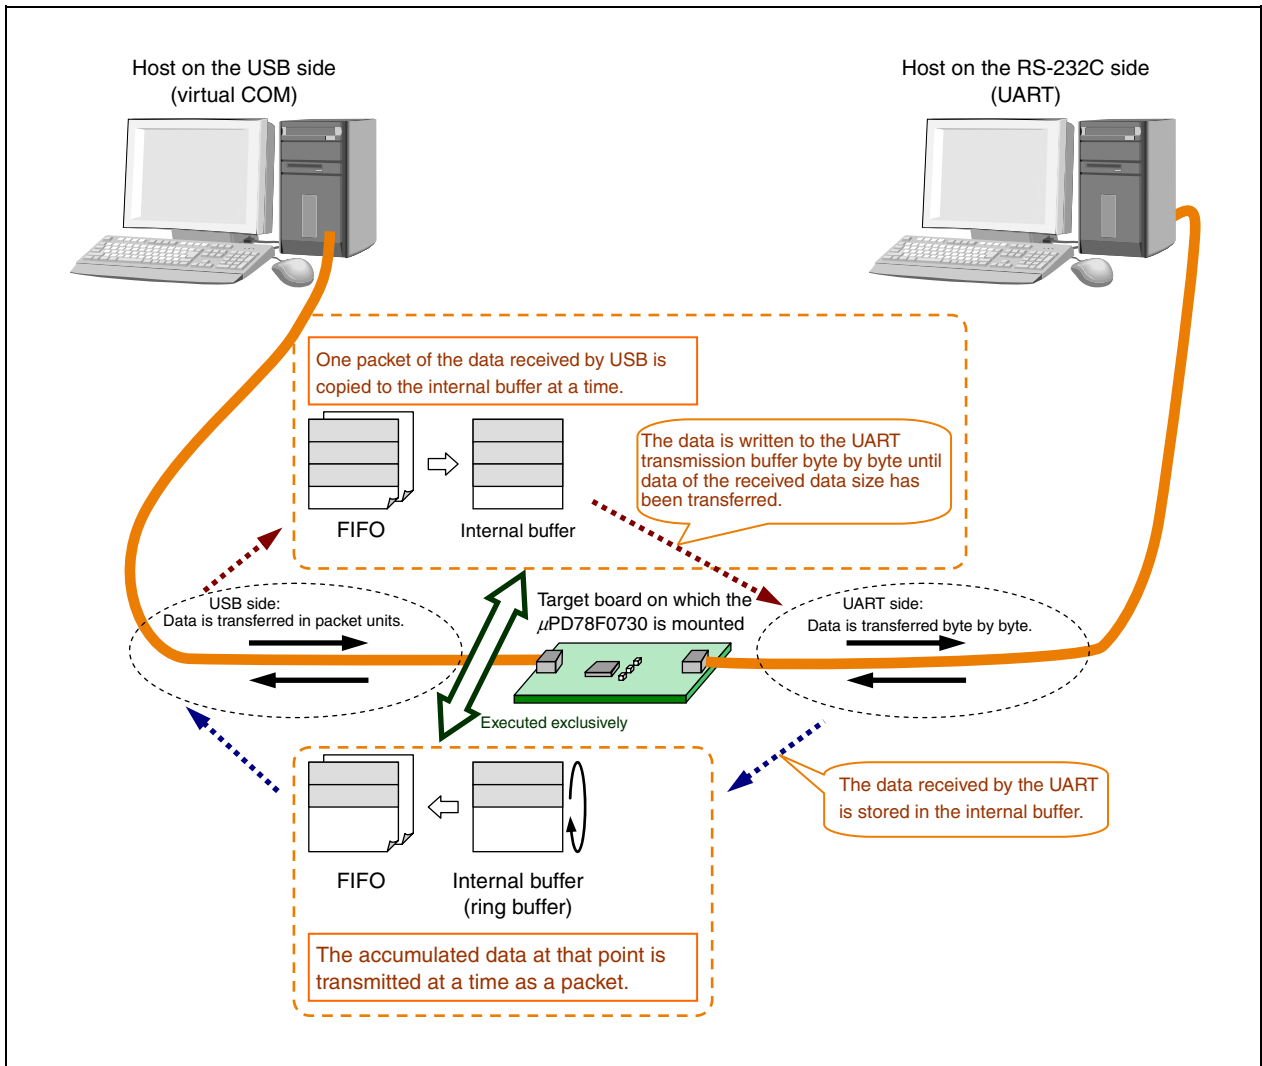 Host on the USB side
(virtual COM)
Host on the RS-232C side
(UART)
One packet of the data received by USB is
copied to the internal buffer at a time.
The data is written to the UART
transmission buffer byte by byte until
data of the received data size has
been transferred.
FIFO
Internal buffer
USB side:
Data is transferred in packet units.
Target board on which the
μPD78F0730 is mounted
UART side:
Data is transferred byte by byte.
Executed exclusively
The data received by the UART
is stored in the internal buffer.
FIFO
Internal buffer
(ring buffer)
The accumulated data at that point is
transmitted at a time as a packet.